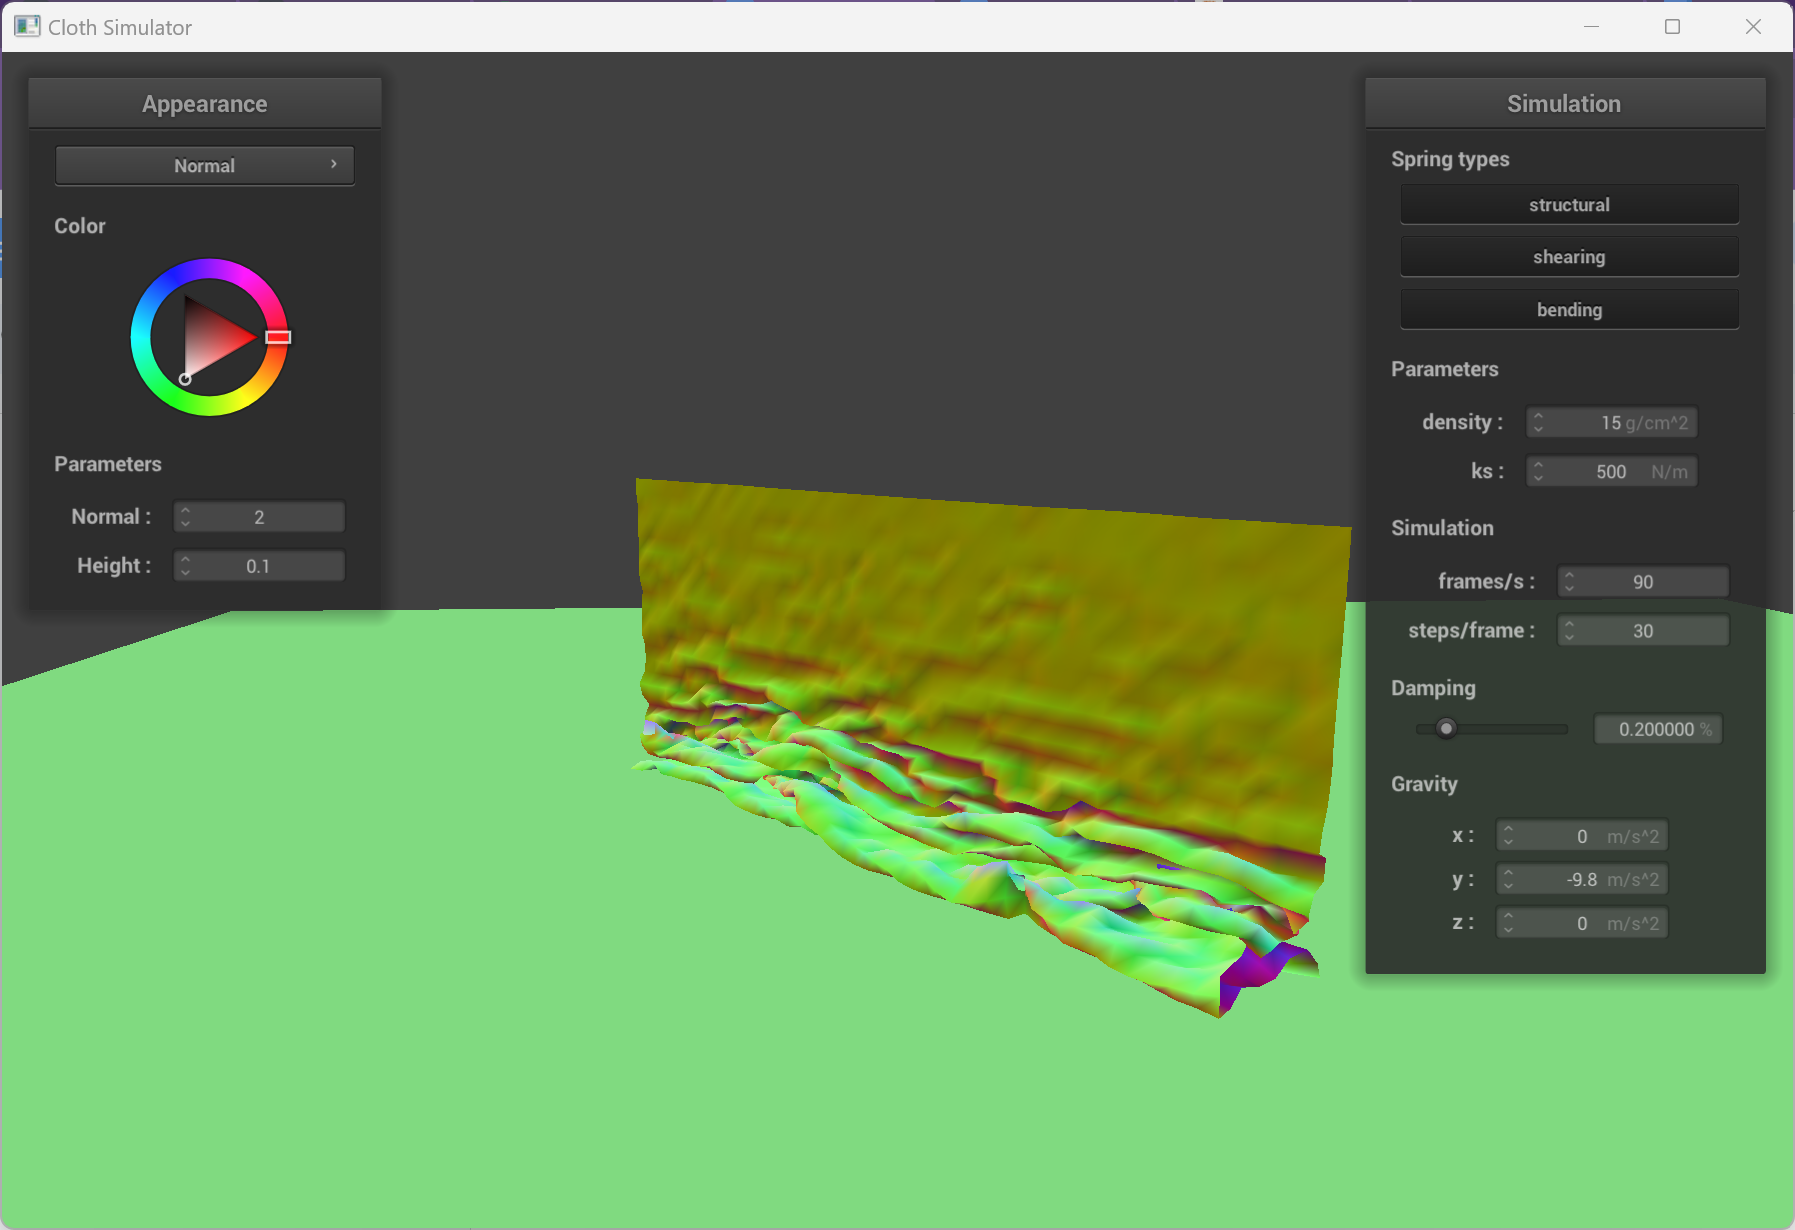 Cloth Simulator
Appearance
Normal
Color
Parameters
Normal :
2
Height :
0.1
Simulation
Spring types
structural
shearing
bending
Parameters
density :
15 g/cm^2
ks :
500 N/m
Simulation
frames/s :
90
steps/frame :
30
Damping
0.200000 %
Gravity
x :
0 m/s^2
y :
-9.8 m/s^2
z :
0 m/s^2